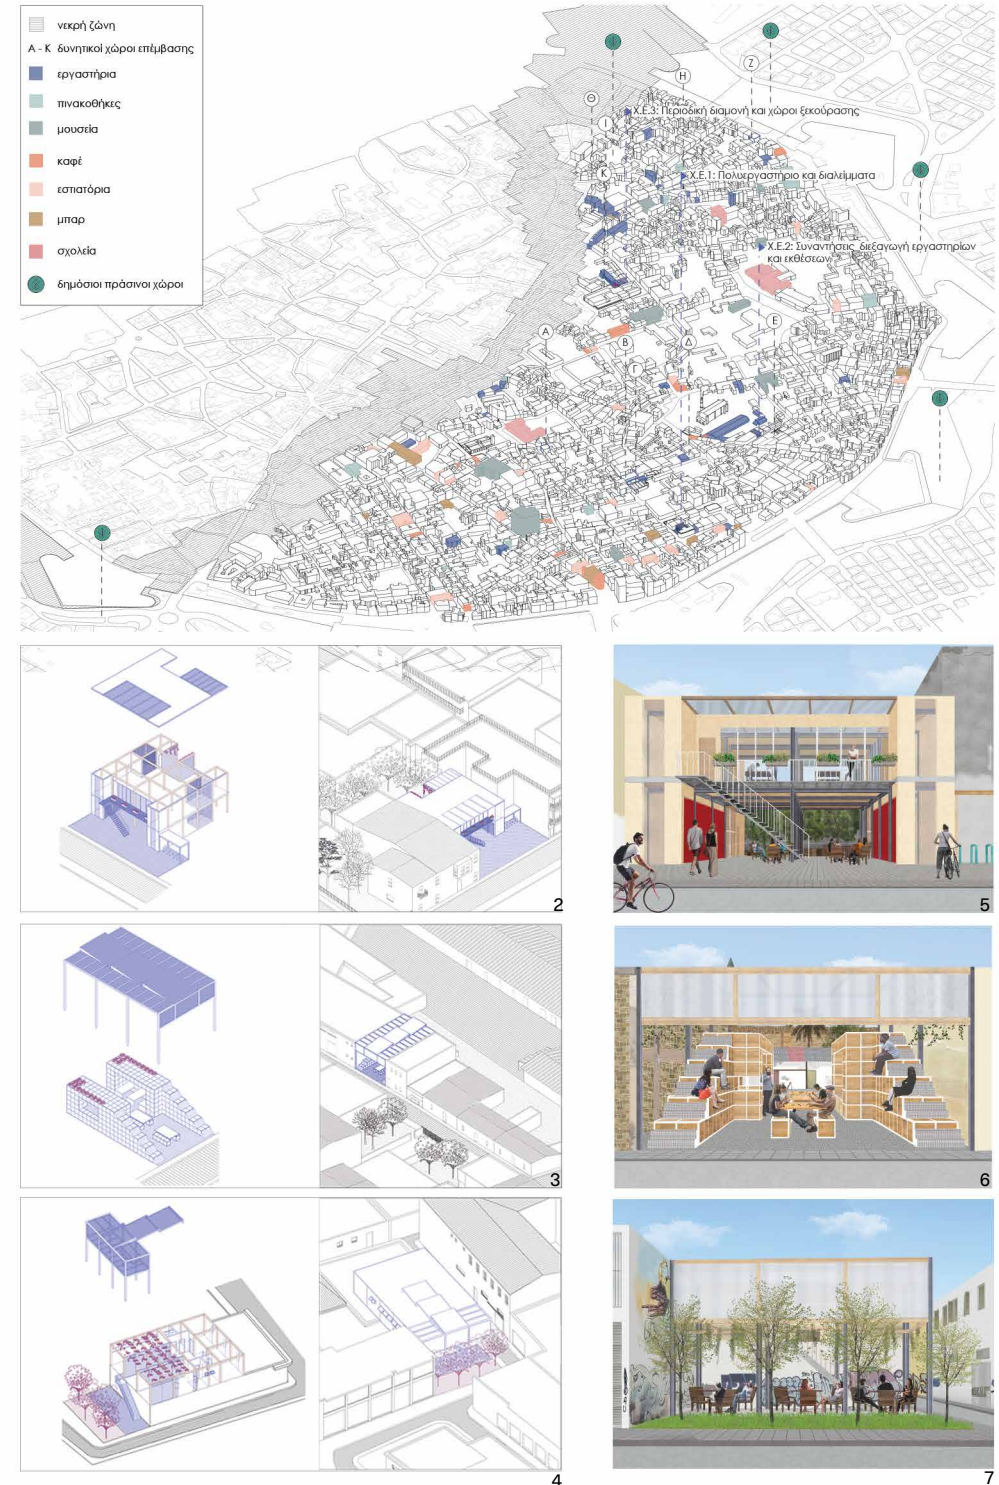 νεκρή ζώνη
Α - Κ δυνητικοί χώροι επέμβασης
εργαστήρια
πινακοθήκες
μουσεία
καφέ
εστιατόρια
μπαρ
σχολεία
δημόσιοι πράσινοι χώροι
Ζ
Η
Θ
Χ.Ε.3: Περιοδική διαμονή και χώροι ξεκούρασης
Ι
Κ
Χ.Ε.1: Πολυεργαστήριο και διαλείμματα
Χ.Ε.2: Συναντήσεις, διεξαγωγή εργαστηρίων
και εκθέσεων
Ε
Α
Β
Δ
Γ
2
5
3
6
4
7